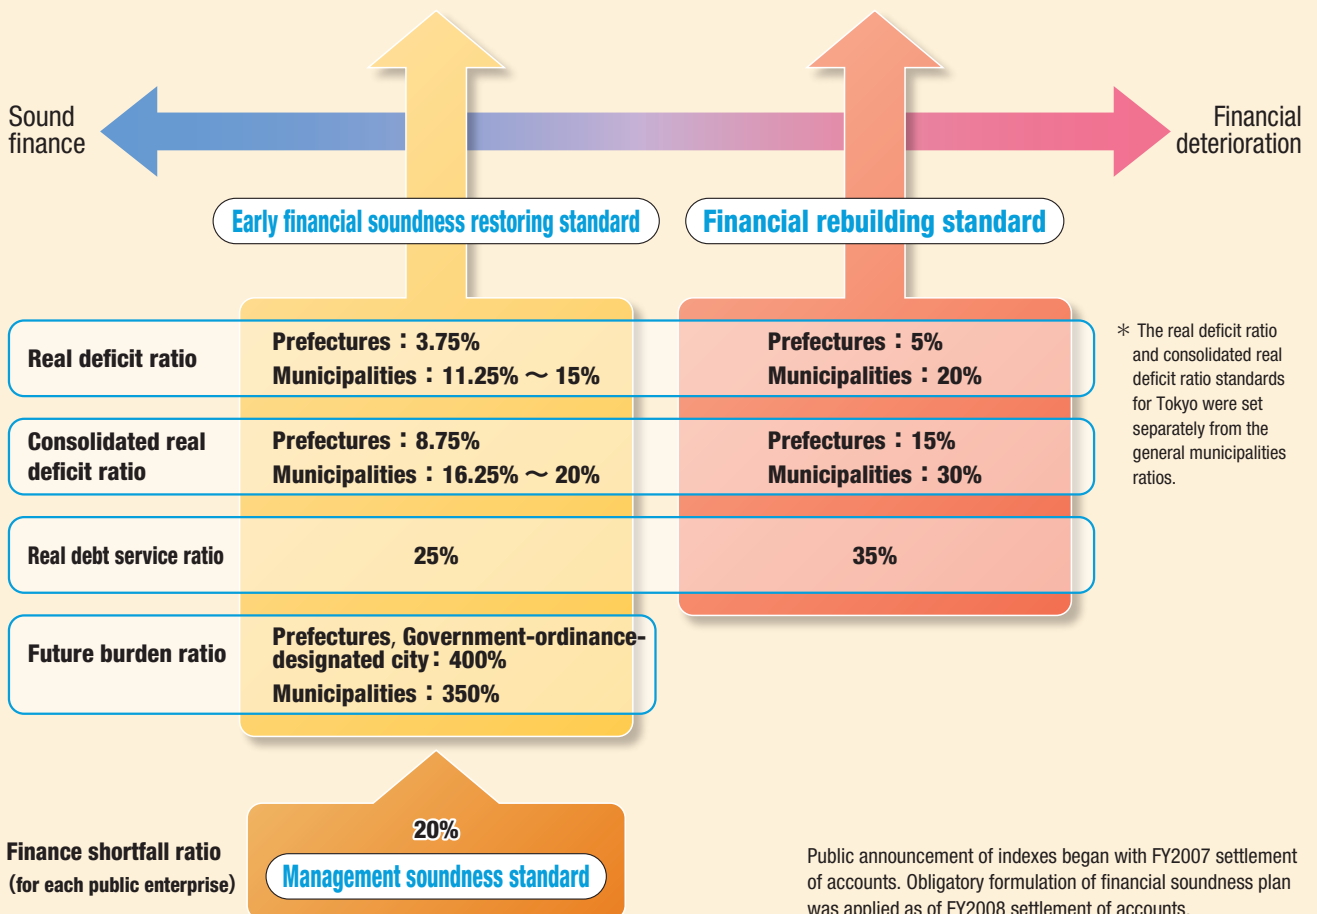 Sound
finance
Financial
deterioration
Early financial soundness restoring standard
Financial rebuilding standard
Real deficit ratio
Prefectures：3.75%
Municipalities：11.25% ～ 15%
Prefectures：5%
Municipalities：20%
Consolidated real
deficit ratio
Prefectures：8.75%
Municipalities：16.25% ～ 20%
Prefectures：15%
Municipalities：30%
Real debt service ratio
25%
35%
Future burden ratio
Prefectures, Government-ordinance-
designated city：400%
Municipalities：350%
＊ The real deficit ratio
and consolidated real
deficit ratio standards
for Tokyo were set
separately from the
general municipalities
ratios.
Finance shortfall ratio
(for each public enterprise)
20%
Management soundness standard
Public announcement of indexes began with FY2007 settlement
of accounts. Obligatory formulation of financial soundness plan
was applied as of FY2008 settlement of accounts.